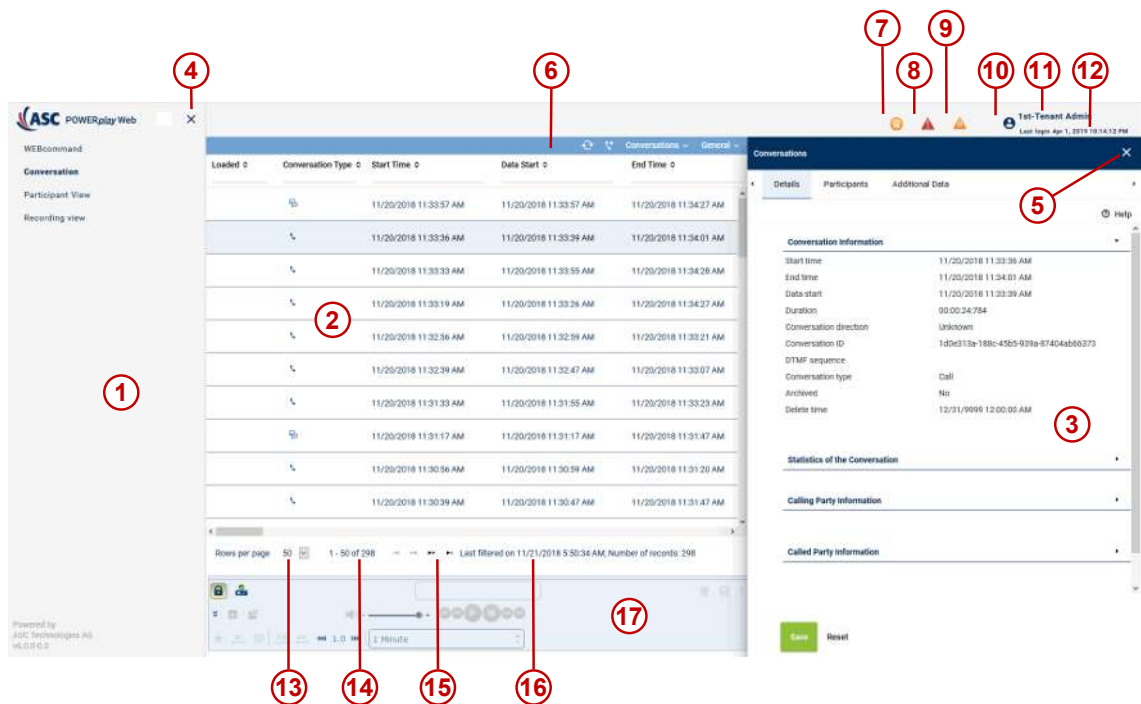 7 9
4 6 8 10 11 12
ASC POWERplay Web
1st-Tenant Admin
Last login Apr 1, 2019 10:14:12 PM
WEBcommand
Conversation
Participant View
Recording view
Conversations General
Loaded Conversation Type Start Time Data Start End Time
11/20/2018 11:33:57 AM 11/20/2018 11:33:57 AM 11/20/2018 11:34:27 AM
11/20/2018 11:33:36 AM 11/20/2018 11:33:39 AM 11/20/2018 11:34:01 AM
11/20/2018 11:33:33 AM 11/20/2018 11:33:55 AM 11/20/2018 11:34:26 AM
11/20/2018 11:33:19 AM 11/20/2018 11:33:26 AM 11/20/2018 11:34:27 AM
11/20/2018 11:32:56 AM 11/20/2018 11:32:59 AM 11/20/2018 11:33:21 AM
11/20/2018 11:32:39 AM 11/20/2018 11:32:47 AM 11/20/2018 11:33:07 AM
11/20/2018 11:31:33 AM 11/20/2018 11:31:55 AM 11/20/2018 11:33:23 AM
11/20/2018 11:31:17 AM 11/20/2018 11:31:17 AM 11/20/2018 11:31:47 AM
11/20/2018 11:30:56 AM 11/20/2018 11:30:59 AM 11/20/2018 11:31:20 AM
11/20/2018 11:30:39 AM 11/20/2018 11:30:47 AM 11/20/2018 11:31:47 AM
1
2
Rows per page 50 1 - 50 of 298 Last filtered on 11/21/2018 5:50:34 AM; Number of records: 298
1.0 1 Minute
17
Conversations
Details Participants Additional Data
5
Help
Conversation Information
Start time 11/20/2018 11:33:36 AM
End time 11/20/2018 11:34:01 AM
Data start 11/20/2018 11:33:39 AM
Duration 00:00:24:784
Conversation direction Unknown
Conversation ID 1d0e313a-188c-45b5-939a-87404ab66373
DTMF sequence
Conversation type Call
Archived No
Delete time 12/31/9999 12:00:00 AM
3
Statistics of the Conversation
Calling Party Information
Called Party Information
Save Reset
Powered by
ASC Technologies AG
v6.0.0-0.3
13 14 15 16